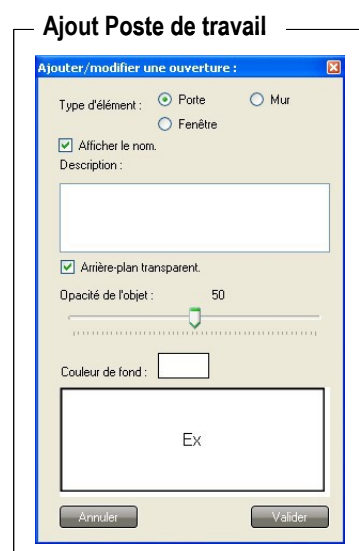 Ajout Poste de travail
Ajouter/modifier une ouverture :
Type d'élément : Porte Mur
Fenêtre
Afficher le nom.
Description :
Arrière-plan transparent.
Opacité de l'objet : 50
Couleur de fond :
Ex
Annuler Valider